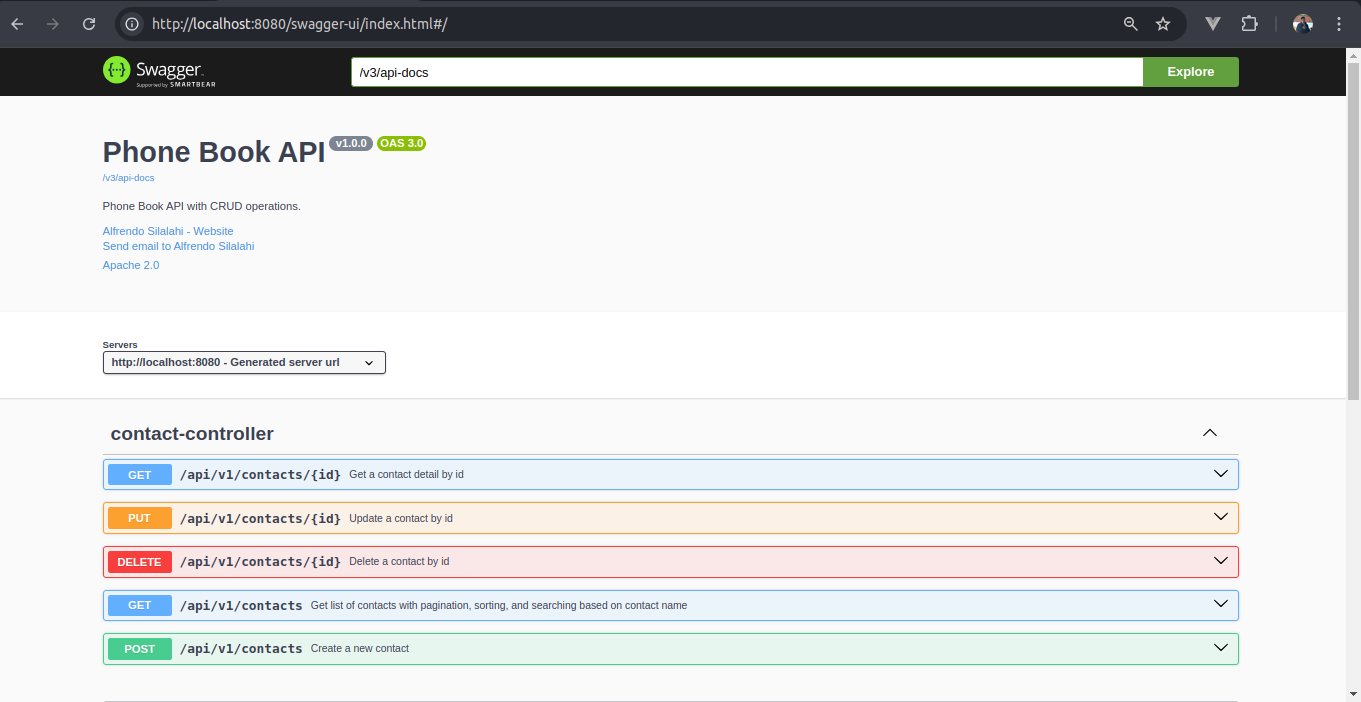 http://localhost:8080/swagger-ui/index.html#/
Swagger
Supported by SMARTBEAR
/v3/api-docs
Explore
Phone Book API v1.0.0 OAS 3.0
/v3/api-docs
Phone Book API with CRUD operations.
Alfrendo Silalahi - Website
Send email to Alfrendo Silalahi
Apache 2.0
Servers
http://localhost:8080 - Generated server url
contact-controller
GET /api/v1/contacts/{id} Get a contact detail by id
PUT /api/v1/contacts/{id} Update a contact by id
DELETE /api/v1/contacts/{id} Delete a contact by id
GET /api/v1/contacts Get list of contacts with pagination, sorting, and searching based on contact name
POST /api/v1/contacts Create a new contact